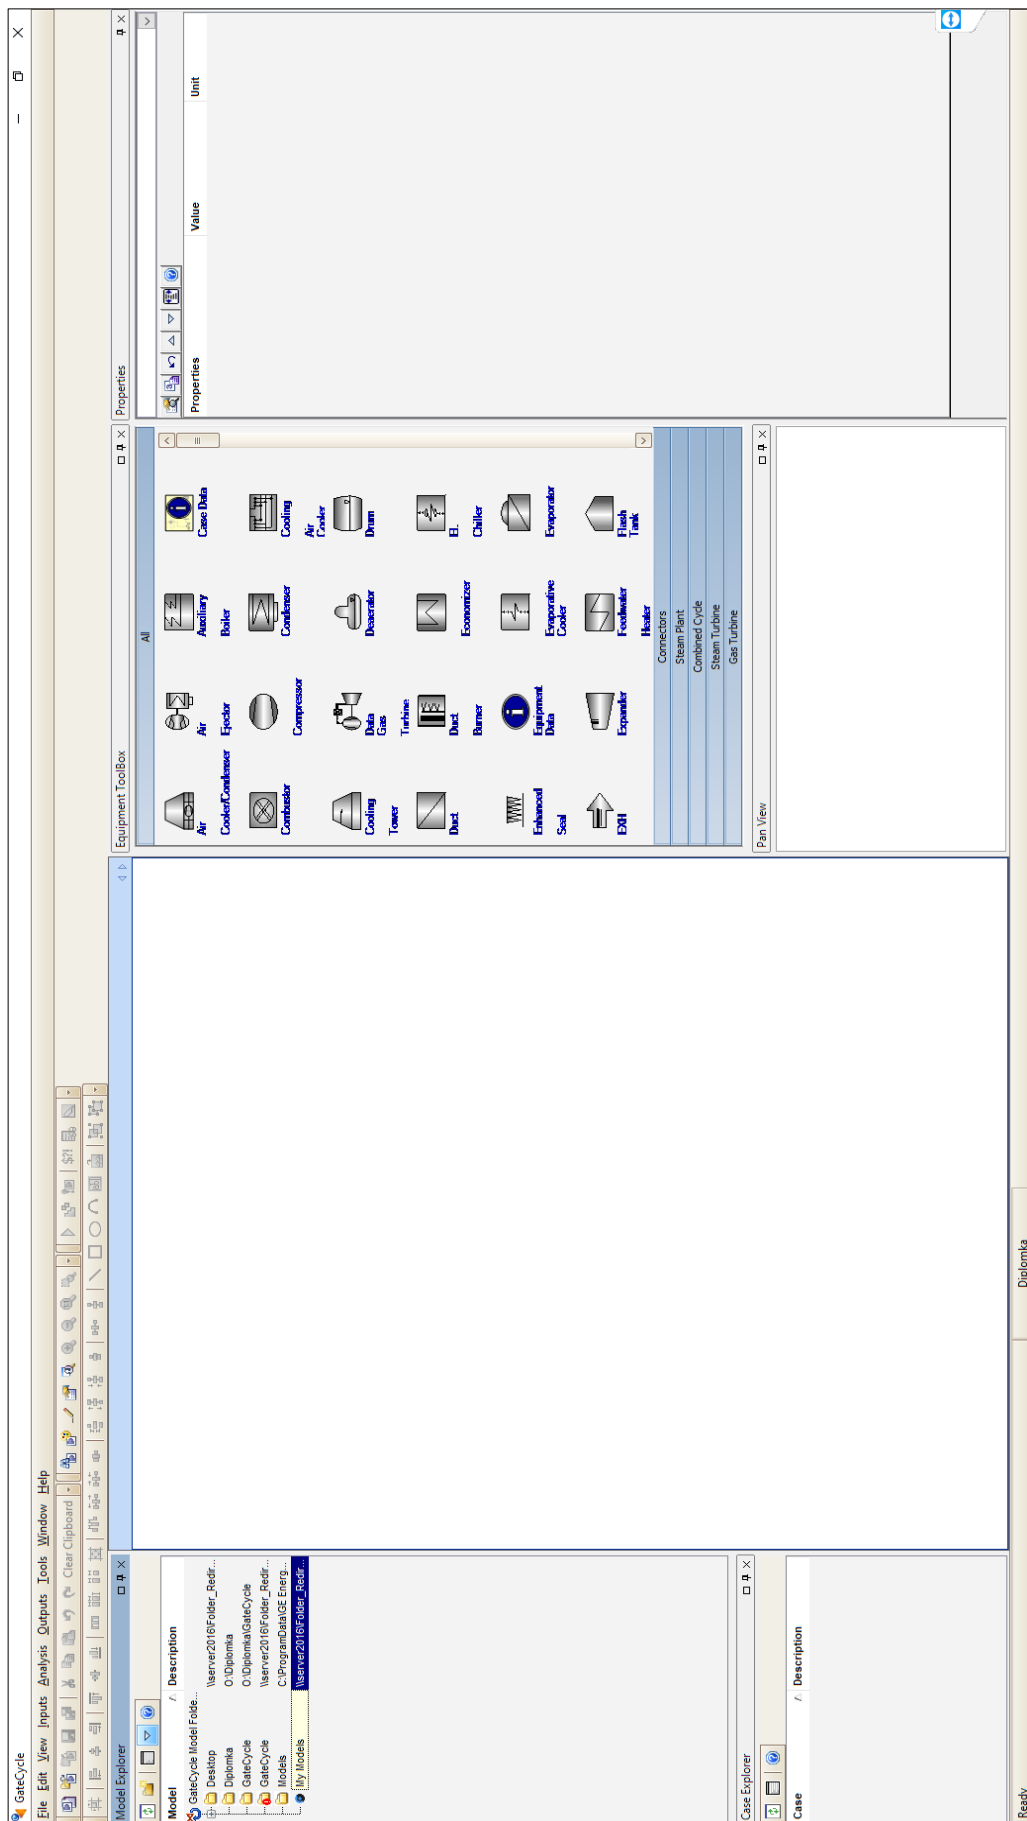 GateCycle
File Edit View Inputs Analysis Outputs Tools Window Help
Clear Clipboard
$?!
Model Explorer
Model Description
GateCycle Model Folde...
Desktop \\server2016\Folder_Redir...
Diplomka O:\Diplomka
GateCycle O:\Diplomka\GateCycle
GateCycle \\server2016\Folder_Redir...
Models C:\ProgramData\GE Energ...
My Models \\server2016\Folder_Redir...
Case Explorer
Case Description
Equipment ToolBox
All
Air Cooler/Condenser
Air Ejector
Auxiliary Boiler
Case Data
Combustor
Compressor
Condenser
Cooling Air Cooler
Cooling Tower
Data Gas Turbine
Deaerator
Drum
Duct
Duct Burner
Economizer
El. Chiller
Enhanced Seal
Equipment Data
Evaporative Cooler
Evaporator
EXH
Expander
Feedwater Heater
Flash Tank
Connectors
Steam Plant
Combined Cycle
Steam Turbine
Gas Turbine
Pan View
Properties
Properties Value Unit
Ready
Diplomka